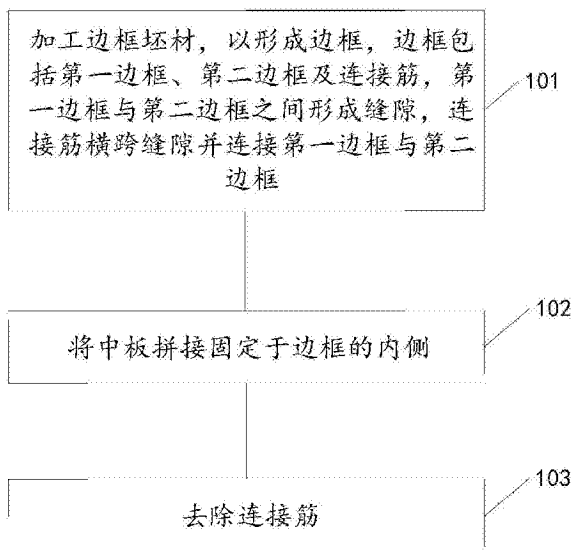 加工边框坯材，以形成边框，边框包
括第一边框、第二边框及连接筋，第
一边框与第二边框之间形成缝隙，连
接筋横跨缝隙并连接第一边框与第二
边框
101
将中板拼接固定于边框的内侧
102
去除连接筋
103